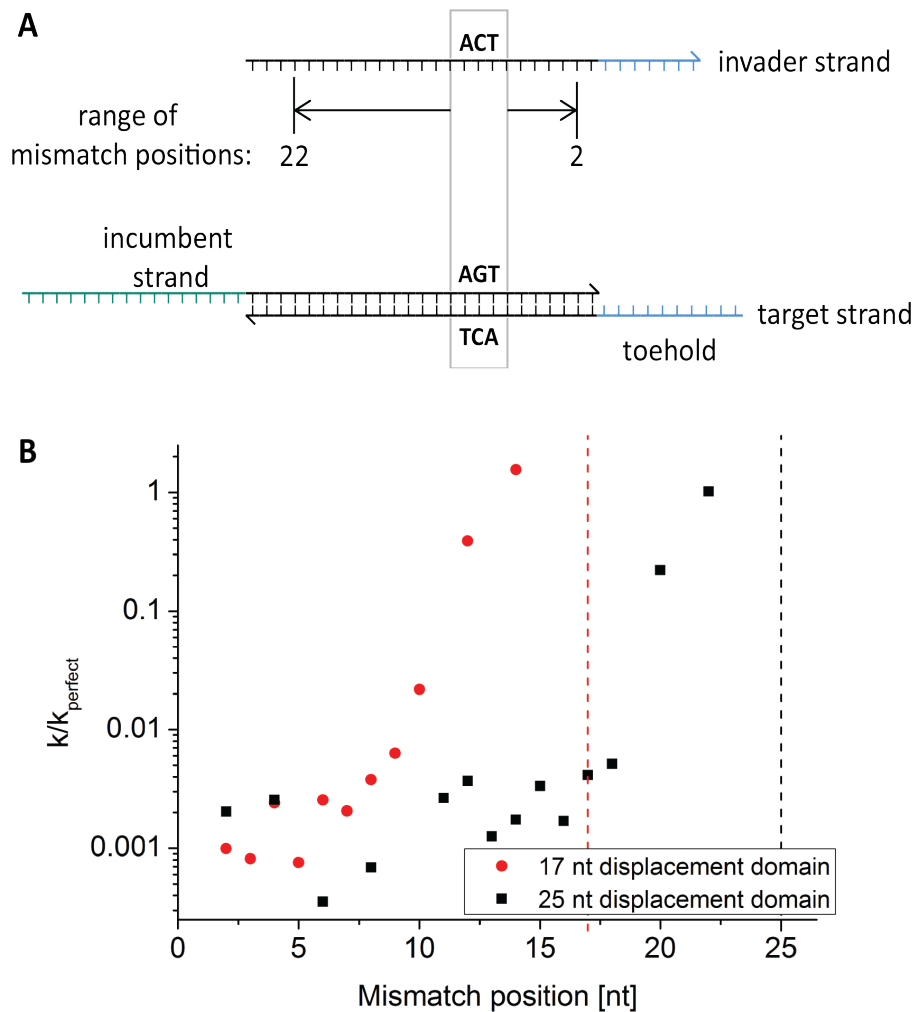 A
ACT
invader strand
range of
mismatch positions:
22
2
incumbent
strand
AGT
TCA
target strand
toehold
B
k/kperfect
1
0.1
0.01
0.001
17 nt displacement domain
25 nt displacement domain
0
5
10
15
20
25
Mismatch position [nt]